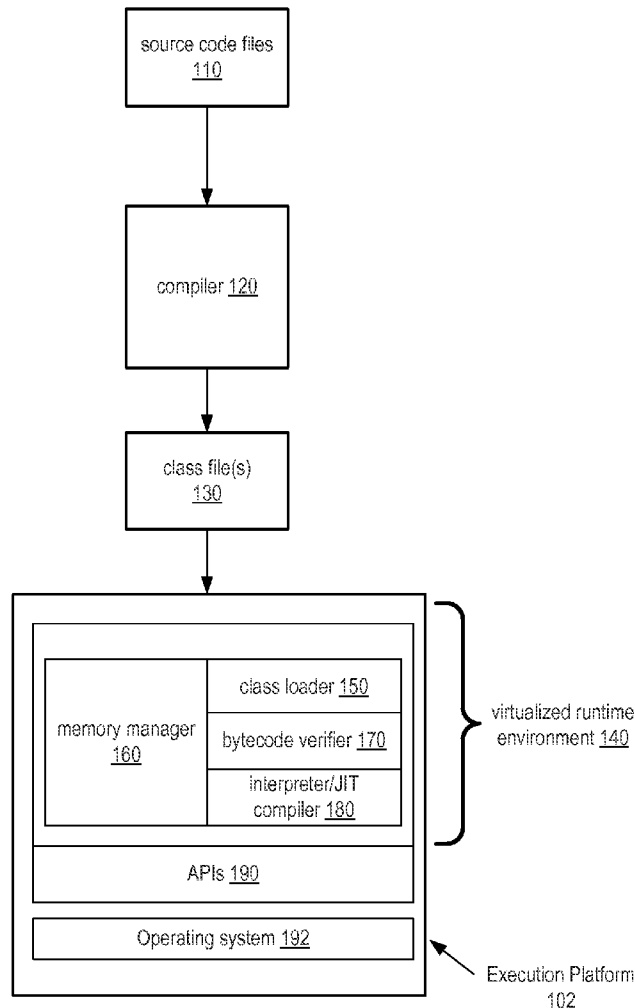 source code files
110
compiler 120
class file(s)
130
class loader 150
memory manager
160
bytecode verifier 170
interpreter/JIT
compiler 180
virtualized runtime
environment 140
APIs 190
Operating system 192
Execution Platform
102